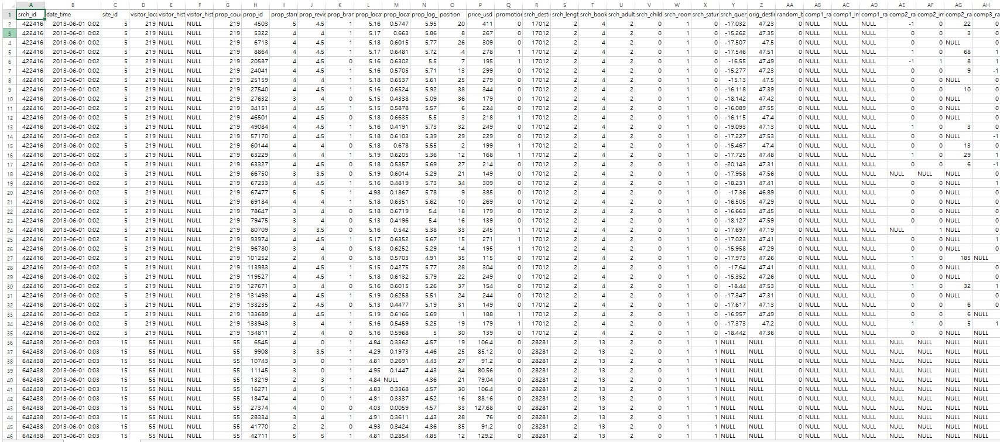 A B C D E F G H I J K L M N O P Q R S T U V W X Y Z AA AB AC AD AE AF AG AH
1 srch_id date_time site_id visitor_loca visitor_hist visitor_hist prop_cour prop_id prop_starr prop_revie prop_brar prop_locat prop_locat prop_log_ position price_usd promotion srch_destir srch_lengt srch_book srch_adult srch_child srch_room srch_satur srch_quer orig_destir random_b comp1_ra comp1_in comp1_ra comp2_ra comp2_in comp2_ra comp3_ra
2 422416 2013-06-01 0:02 5 219 NULL NULL 219 4503 5 4.5 1 5.16 0.5747 5.95 20 411 0 17012 2 4 2 0 1 0 -17.032 47.23 0 NULL NULL NULL -1 0 22 0
3 422416 2013-06-01 0:02 5 219 NULL NULL 219 5322 4 4 1 5.17 0.663 5.86 8 267 0 17012 2 4 2 0 1 0 -15.262 47.35 0 NULL NULL NULL 0 0 3 0
4 422416 2013-06-01 0:02 5 219 NULL NULL 219 6713 4 4.5 1 5.18 0.6015 5.77 26 309 0 17012 2 4 2 0 1 0 -17.507 47.5 0 NULL NULL NULL 0 0 NULL 0
5 422416 2013-06-01 0:02 5 219 NULL NULL 219 8864 4 4.5 1 5.17 0.6481 5.72 4 278 1 17012 2 4 2 0 1 0 -17.546 47.51 0 NULL NULL NULL 1 0 68 1
6 422416 2013-06-01 0:02 5 219 NULL NULL 219 20587 4 4.5 0 5.16 0.6302 5.5 7 195 1 17012 2 4 2 0 1 0 -16.55 47.49 0 NULL NULL NULL -1 1 8 1
7 422416 2013-06-01 0:02 5 219 NULL NULL 219 24041 4 4.5 1 5.16 0.5705 5.71 13 299 0 17012 2 4 2 0 1 0 -15.277 47.23 0 NULL NULL NULL 0 0 9 -1
8 422416 2013-06-01 0:02 5 219 NULL NULL 219 25159 4 4 1 5.18 0.6537 5.61 25 279 0 17012 2 4 2 0 1 0 -15.13 47.5 0 NULL NULL NULL 0 0 NULL 0
9 422416 2013-06-01 0:02 5 219 NULL NULL 219 27540 4 4.5 1 5.16 0.6524 5.92 38 344 0 17012 2 4 2 0 1 0 -16.118 47.39 0 NULL NULL NULL 0 0 10 0
10 422416 2013-06-01 0:02 5 219 NULL NULL 219 27632 3 4 0 5.15 0.4338 5.09 36 179 0 17012 2 4 2 0 1 0 -18.142 47.42 0 NULL NULL NULL 0 0 NULL 0
11 422416 2013-06-01 0:02 5 219 NULL NULL 219 34151 4 4.5 1 5.15 0.5878 5.57 6 224 0 17012 2 4 2 0 1 0 -16.089 47.55 0 NULL NULL NULL 0 0 NULL 0
12 422416 2013-06-01 0:02 5 219 NULL NULL 219 46501 4 4.5 0 5.18 0.6635 5.5 3 218 1 17012 2 4 2 0 1 0 -16.115 47.4 0 NULL NULL NULL 0 0 NULL 0
13 422416 2013-06-01 0:02 5 219 NULL NULL 219 49084 4 4.5 1 5.16 0.4191 5.73 32 249 0 17012 2 4 2 0 1 0 -19.093 47.13 0 NULL NULL NULL 1 0 3 0
14 422416 2013-06-01 0:02 5 219 NULL NULL 219 57170 4 4.5 1 5.18 0.6103 5.39 29 229 0 17012 2 4 2 0 1 0 -17.227 47.53 0 NULL NULL NULL 0 0 NULL -1
15 422416 2013-06-01 0:02 5 219 NULL NULL 219 60144 4 4 0 5.18 0.678 5.55 2 199 1 17012 2 4 2 0 1 0 -15.467 47.4 0 NULL NULL NULL 0 0 13 0
16 422416 2013-06-01 0:02 5 219 NULL NULL 219 63229 4 4 1 5.19 0.6205 5.36 12 168 1 17012 2 4 2 0 1 0 -17.725 47.48 0 NULL NULL NULL 1 0 29 1
17 422416 2013-06-01 0:02 5 219 NULL NULL 219 63327 4 4.5 0 5.18 0.5357 5.69 27 214 0 17012 2 4 2 0 1 0 -20.143 47.31 0 NULL NULL NULL 0 0 6 -1
18 422416 2013-06-01 0:02 5 219 NULL NULL 219 66750 3 3.5 0 5.19 0.6014 5.29 21 149 0 17012 2 4 2 0 1 0 -17.958 47.56 0 NULL NULL NULL NULL NULL NULL 0
19 422416 2013-06-01 0:02 5 219 NULL NULL 219 67233 4 4.5 1 5.16 0.4819 5.73 34 309 0 17012 2 4 2 0 1 0 -18.231 47.41 0 NULL NULL NULL 0 0 NULL 1
20 422416 2013-06-01 0:02 5 219 NULL NULL 219 67477 5 5 1 4.98 0.1867 5.78 9 385 0 17012 2 4 2 0 1 0 -17.36 46.89 0 NULL NULL NULL 0 0 NULL 0
21 422416 2013-06-01 0:02 5 219 NULL NULL 219 69184 4 4 1 5.18 0.6351 5.62 10 269 0 17012 2 4 2 0 1 0 -16.505 47.29 0 NULL NULL NULL 0 0 NULL 0
22 422416 2013-06-01 0:02 5 219 NULL NULL 219 78647 3 4 0 5.18 0.6719 5.4 18 179 0 17012 2 4 2 0 1 0 -16.663 47.45 0 NULL NULL NULL 0 0 NULL 0
23 422416 2013-06-01 0:02 5 219 NULL NULL 219 79475 3 4 0 5.13 0.4196 5.4 16 139 0 17012 2 4 2 0 1 0 -18.127 47.59 0 NULL NULL NULL 0 0 NULL 0
24 422416 2013-06-01 0:02 5 219 NULL NULL 219 80709 3 3.5 0 5.16 0.542 5.38 33 245 1 17012 2 4 2 0 1 0 -17.697 47.19 0 NULL NULL NULL NULL 1 NULL 0
25 422416 2013-06-01 0:02 5 219 NULL NULL 219 93974 4 4.5 1 5.17 0.6352 5.67 15 271 1 17012 2 4 2 0 1 0 -17.023 47.41 0 NULL NULL NULL 0 0 NULL 1
26 422416 2013-06-01 0:02 5 219 NULL NULL 219 96780 3 4 0 5.18 0.6252 5.29 14 195 1 17012 2 4 2 0 1 0 -15.958 47.29 0 NULL NULL NULL 0 0 NULL 0
27 422416 2013-06-01 0:02 5 219 NULL NULL 219 101252 2 4 0 5.18 0.5703 4.91 35 115 0 17012 2 4 2 0 1 0 -17.973 47.26 0 NULL NULL NULL 1 0 185 NULL
28 422416 2013-06-01 0:02 5 219 NULL NULL 219 113983 4 4.5 1 5.15 0.4275 5.77 28 304 0 17012 2 4 2 0 1 0 -17.64 47.41 0 NULL NULL NULL 0 0 NULL 0
29 422416 2013-06-01 0:02 5 219 NULL NULL 219 119527 4 4.5 1 5.18 0.6132 5.79 22 249 0 17012 2 4 2 0 1 0 -15.352 47.26 0 NULL NULL NULL 0 0 NULL 0
30 422416 2013-06-01 0:02 5 219 NULL NULL 219 127671 3 4 0 5.16 0.6015 5.26 37 154 0 17012 2 4 2 0 1 0 -18.44 47.53 0 NULL NULL NULL 1 0 32 1
31 422416 2013-06-01 0:02 5 219 NULL NULL 219 131493 4 4.5 1 5.19 0.6258 5.51 24 244 0 17012 2 4 2 0 1 0 -17.347 47.31 0 NULL NULL NULL 0 0 NULL 0
32 422416 2013-06-01 0:02 5 219 NULL NULL 219 133235 2 4.5 0 5.13 0.4477 5.19 31 149 0 17012 2 4 2 0 1 0 -17.617 47.13 0 NULL NULL NULL 0 0 6 0
33 422416 2013-06-01 0:02 5 219 NULL NULL 219 133689 4 4.5 1 5.19 0.6166 5.69 1 188 1 17012 2 4 2 0 1 0 -16.957 47.49 0 NULL NULL NULL 0 0 6 NULL
34 422416 2013-06-01 0:02 5 219 NULL NULL 219 133943 3 4 1 5.16 0.5459 5.25 19 179 1 17012 2 4 2 0 1 0 -17.373 47.2 0 NULL NULL NULL 1 0 5 1
35 422416 2013-06-01 0:02 5 219 NULL NULL 219 134811 2 4 0 5.16 0.5968 5 30 139 0 17012 2 4 2 0 1 0 -18.442 47.36 0 NULL NULL NULL 0 0 NULL NULL
36 642438 2013-06-01 0:03 15 55 NULL NULL 55 6545 4 0 1 4.84 0.3362 4.57 19 106.4 0 28281 2 13 2 0 1 1 NULL NULL 0 NULL NULL NULL NULL NULL NULL NULL
37 642438 2013-06-01 0:03 15 55 NULL NULL 55 9908 3 3.5 1 4.29 0.1973 4.46 25 85.12 0 28281 2 13 2 0 1 1 NULL NULL 0 NULL NULL NULL NULL NULL NULL NULL
38 642438 2013-06-01 0:03 15 55 NULL NULL 55 10743 3 0 1 4.81 0.2691 4.43 27 91.2 0 28281 2 13 2 0 1 1 NULL NULL 0 NULL NULL NULL NULL NULL NULL NULL
39 642438 2013-06-01 0:03 15 55 NULL NULL 55 11145 3 0 1 4.95 0.1447 4.43 34 80.56 0 28281 2 13 2 0 1 1 NULL NULL 0 NULL NULL NULL NULL NULL NULL NULL
40 642438 2013-06-01 0:03 15 55 NULL NULL 55 13219 2 3 1 4.84 NULL 4.36 21 79.04 0 28281 2 13 2 0 1 1 NULL NULL 0 NULL NULL NULL NULL NULL NULL NULL
41 642438 2013-06-01 0:03 15 55 NULL NULL 55 16271 4 5 1 4.83 0.3368 4.57 30 106.4 0 28281 2 13 2 0 1 1 NULL NULL 0 NULL NULL NULL NULL NULL NULL NULL
42 642438 2013-06-01 0:03 15 55 NULL NULL 55 18474 4 0 1 4.81 0.3337 4.52 16 88.16 0 28281 2 13 2 0 1 1 NULL NULL 0 NULL NULL NULL NULL NULL NULL NULL
43 642438 2013-06-01 0:03 15 55 NULL NULL 55 27374 4 0 0 4.03 0.0059 4.57 33 127.68 0 28281 2 13 2 0 1 1 NULL NULL 0 NULL NULL NULL NULL NULL NULL NULL
44 642438 2013-06-01 0:03 15 55 NULL NULL 55 28334 3 4 1 4.91 0.3611 4.43 28 76 0 28281 2 13 2 0 1 1 NULL NULL 0 NULL NULL NULL NULL NULL NULL NULL
45 642438 2013-06-01 0:03 15 55 NULL NULL 55 41770 2 2 0 4.93 0.3424 4.36 35 91.2 0 28281 2 13 2 0 1 1 NULL NULL 0 NULL NULL NULL NULL NULL NULL NULL
46 642438 2013-06-01 0:03 15 55 NULL NULL 55 42711 5 5 1 4.81 0.2854 4.85 12 129.2 0 28281 2 13 2 0 1 1 NULL NULL 0 NULL NULL NULL NULL NULL NULL NULL